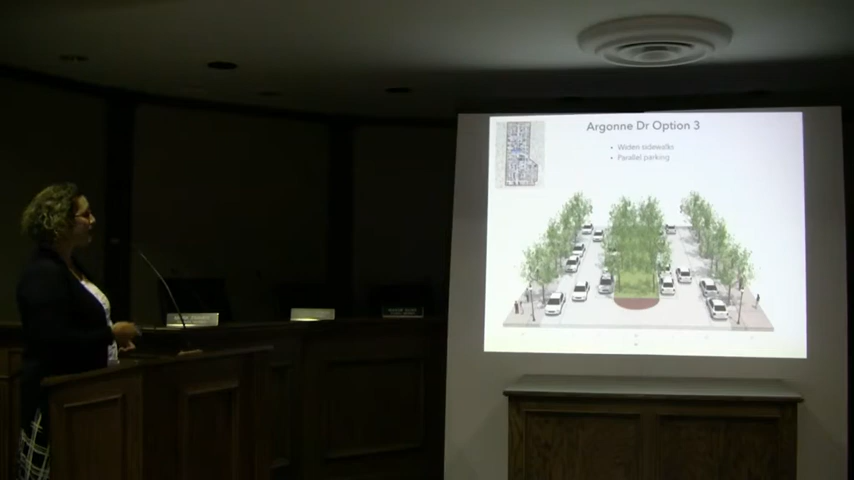 Argonne Dr Option 3
• Widen sidewalks
• Parallel parking